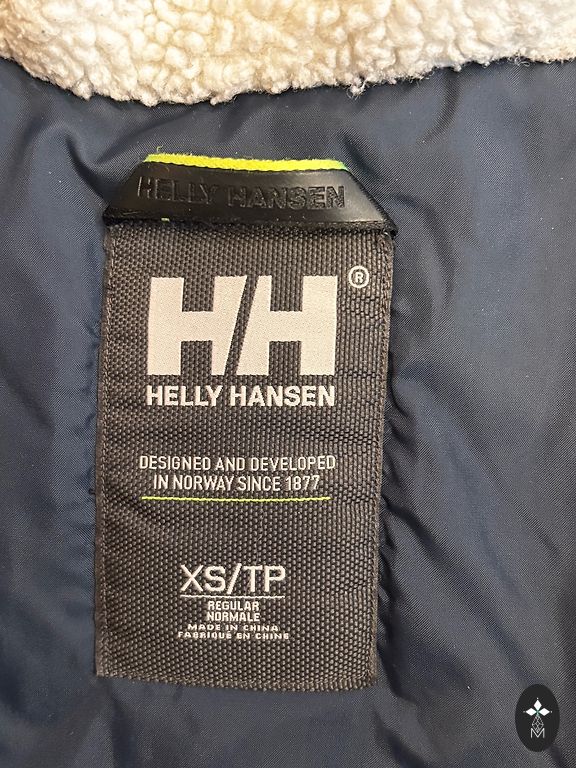 HELLY HANSEN
HH®
HELLY HANSEN
DESIGNED AND DEVELOPED
IN NORWAY SINCE 1877
XS/TP
REGULAR
NORMALE
MADE IN CHINA
FABRIQUÉ EN CHINE
M